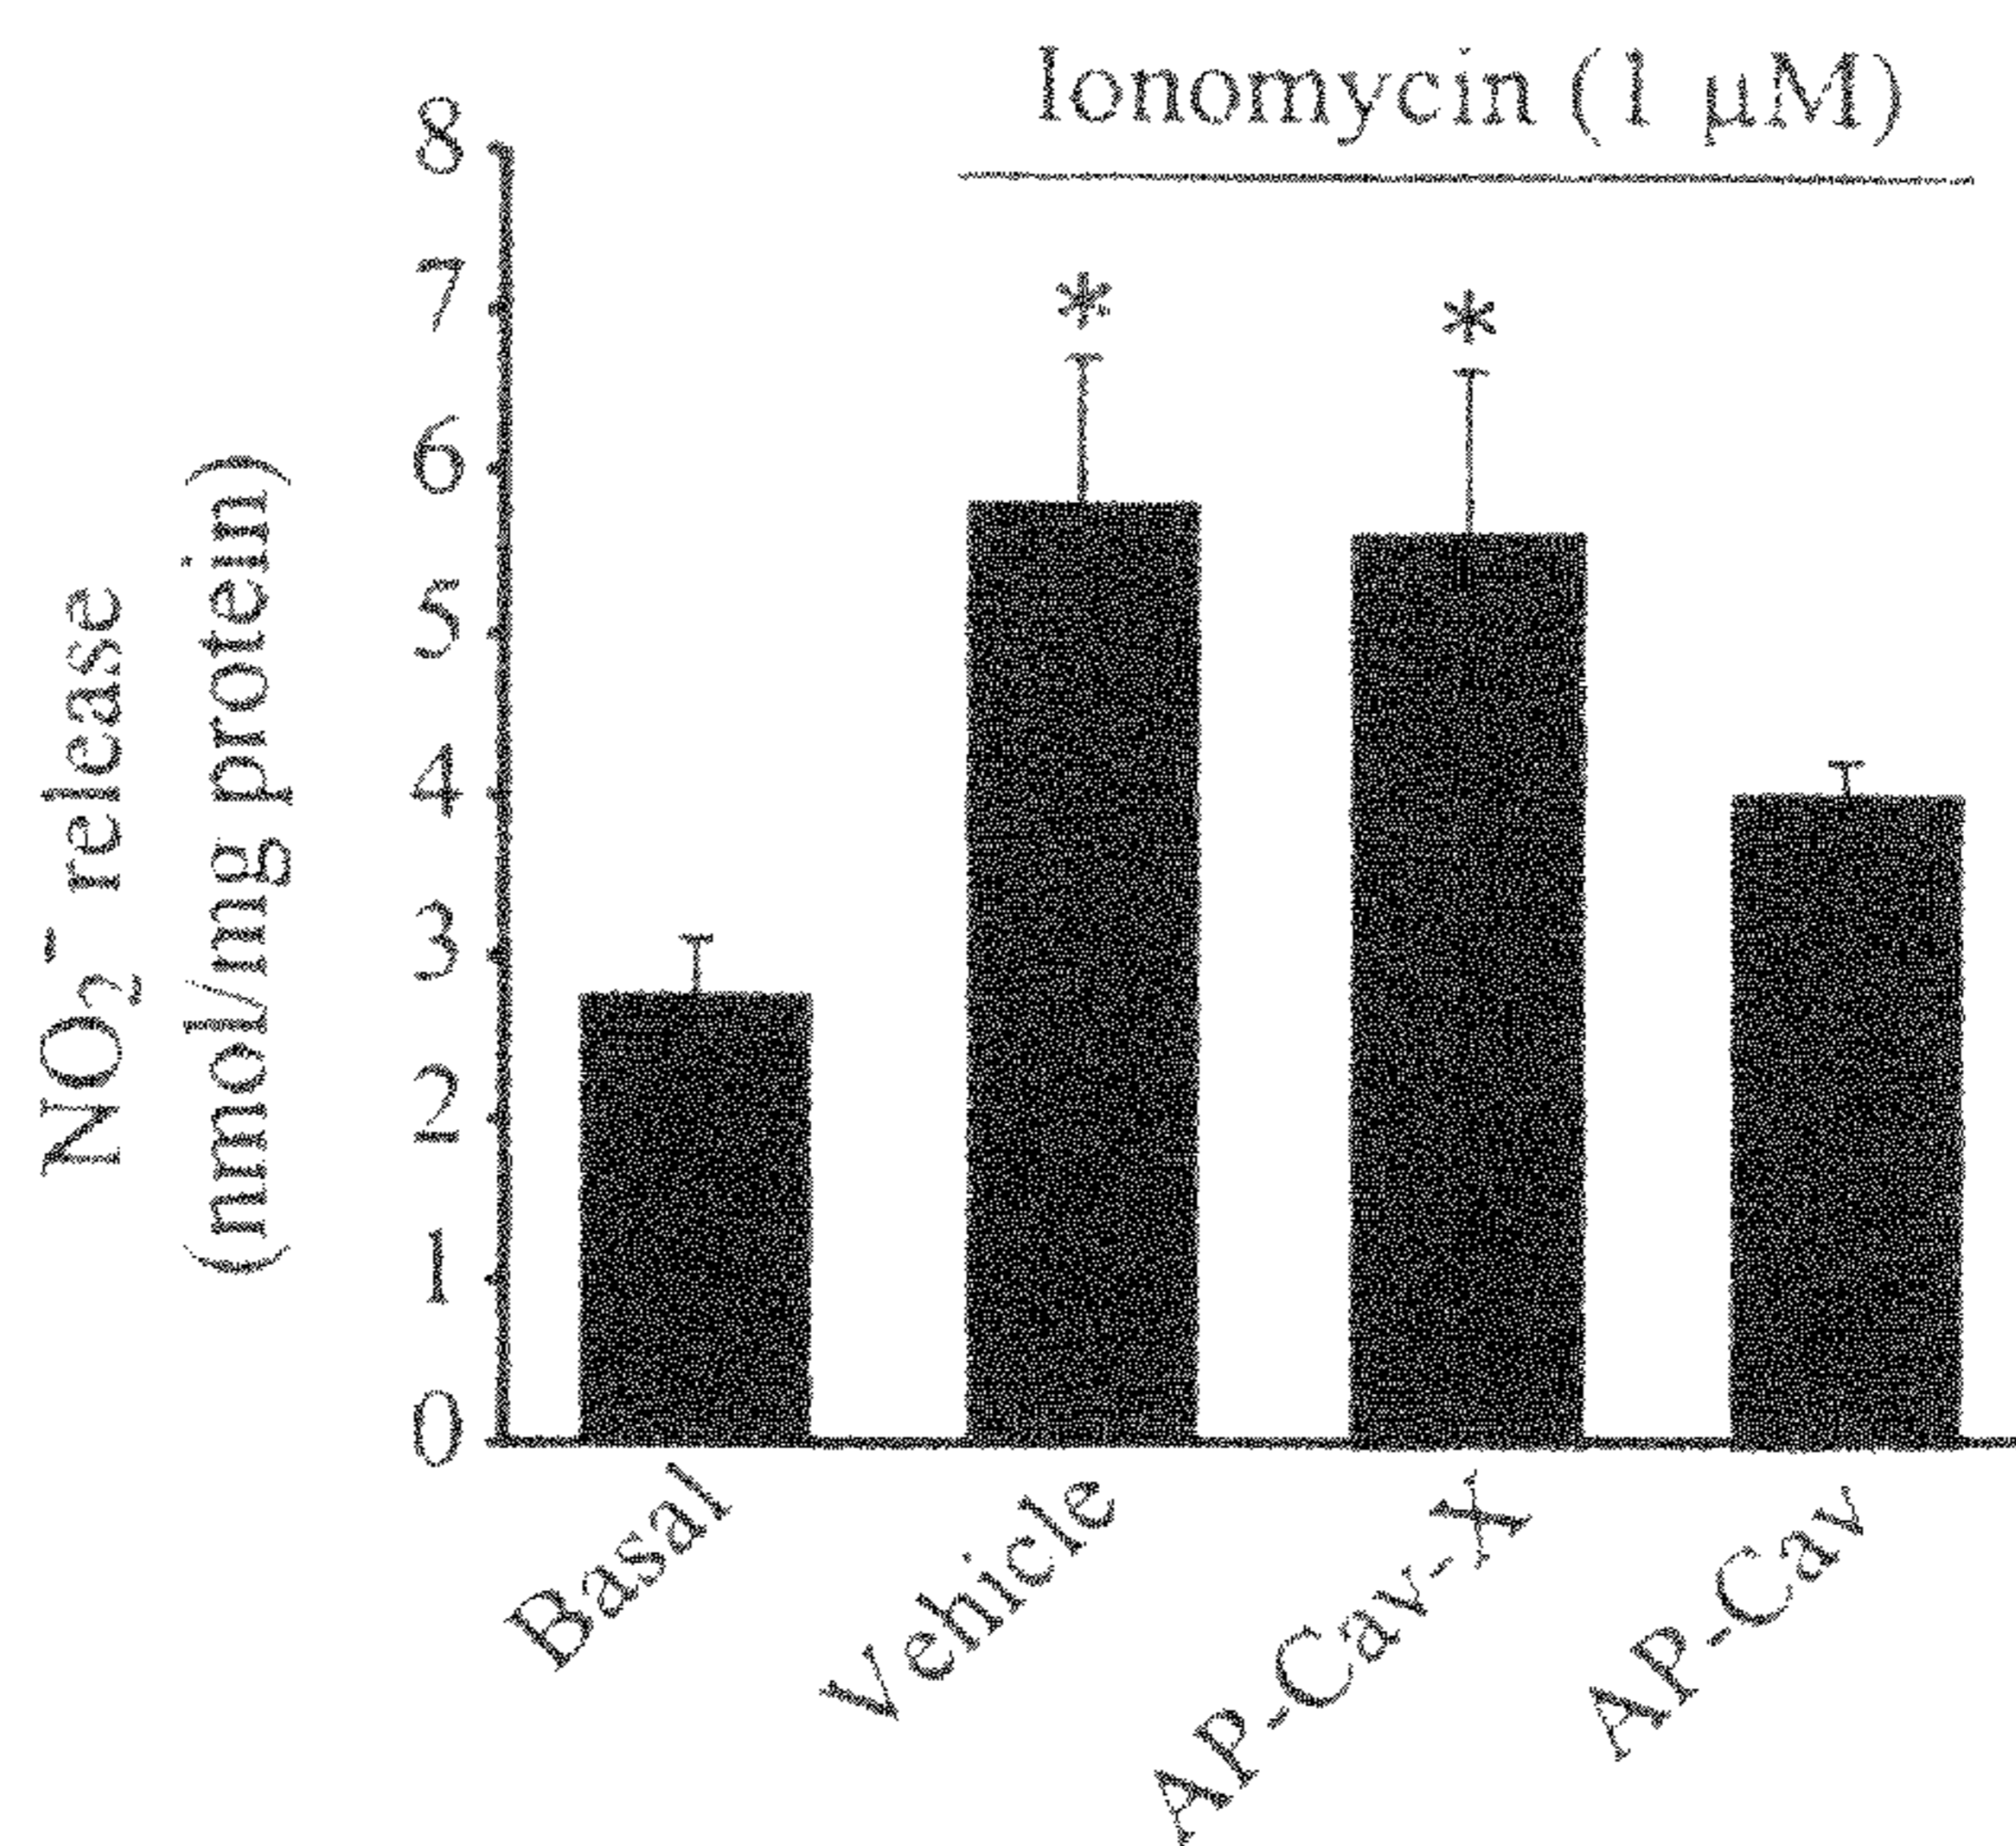 Ionomycin (1 µM)
8
7
6
5
4
3
2
1
0
* *
NO₂⁻ release
(nmol/mg protein)
Basal
Vehicle
AP-Cav-X
AP-Cav